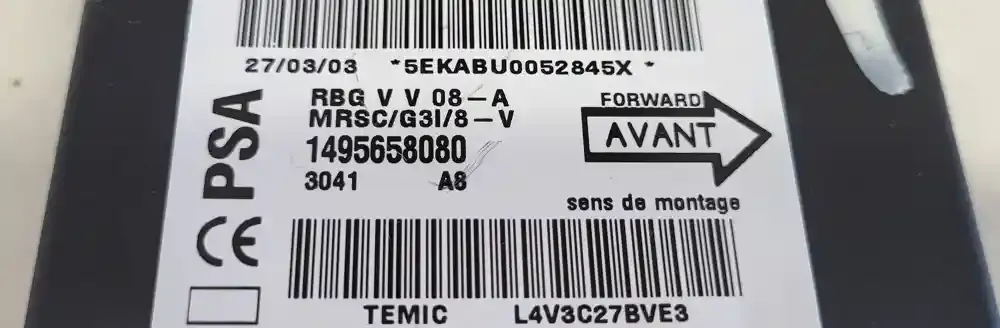 27/03/03 *5EKABU0052845X *
RBG V V 08-A
MRSC/G3I/8-V
1495658080
3041 A8
FORWARD
AVANT
sens de montage
PSA
CE
TEMIC L4V3C27BVE3